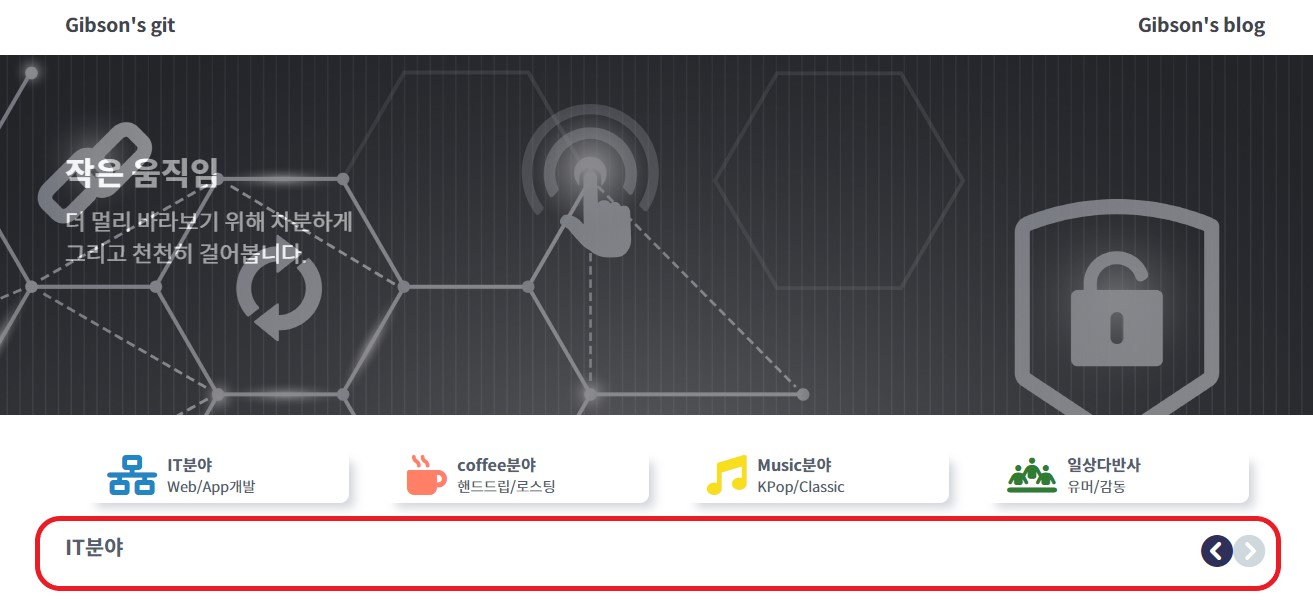 Gibson's git
Gibson's blog
작은 움직임
더 멀리 바라보기 위해 차분하게
그리고 천천히 걸어봅니다.
IT분야
Web/App개발
coffee분야
핸드드립/로스팅
Music분야
KPop/Classic
일상다반사
유머/감동
IT분야